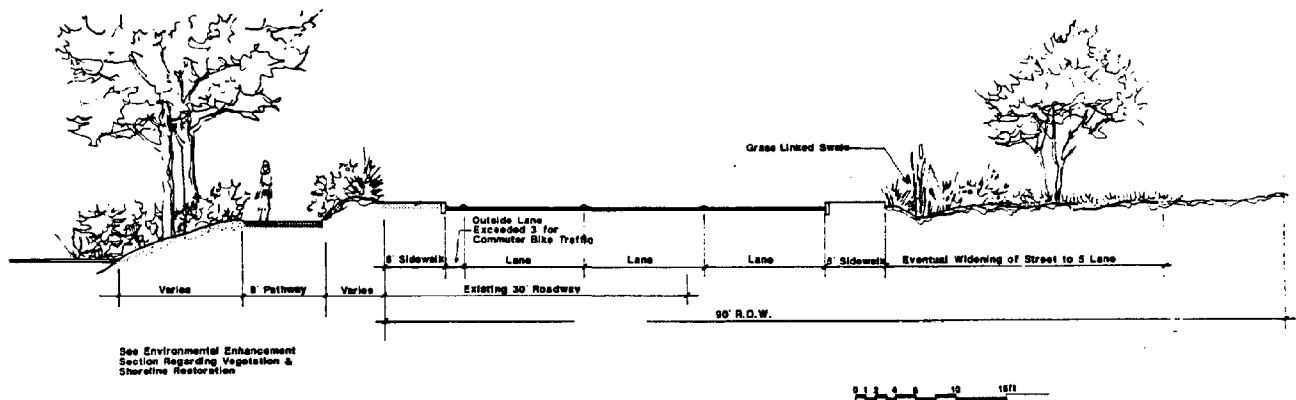 Grass Linked Swale
Outside Lane
Exceeded 3 for
Commuter Bike Traffic
6' Sidewalk
Lane
Lane
Lane
6' Sidewalk
Eventual Widening of Street to 5 Lane
Varies
8' Pathway
Varies
Existing 30' Roadway
90' R.O.W.
See Environmental Enhancement
Section Regarding Vegetation &
Shoreline Restoration
0 1 2 4 6 10 15ft